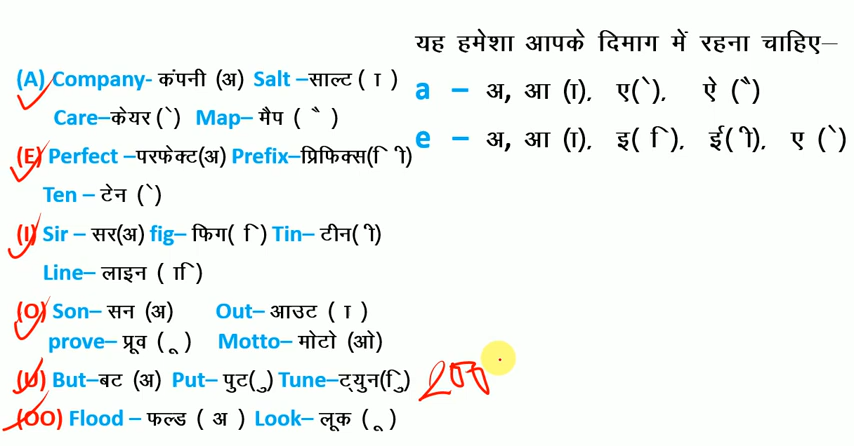 (A) Company- कंपनी (अ) Salt –साल्ट ( ा )
Care–केयर ( े ) Map– मैप ( ै )
(E) Perfect –परफेक्ट(अ) Prefix–प्रिफिक्स( ि ी)
Ten – टेन ( े )
(I) Sir – सर(अ) fig– फिग( ि ) Tin– टीन( ी)
Line– लाइन ( ा ि)
(O) Son– सन (अ) Out– आउट ( ा )
prove– प्रूव ( ू ) Motto– मोटो (ओ)
(U) But–बट (अ) Put– पुट( ु) Tune–ट्युन( ि ु)
(OO) Flood – फल्ड ( अ ) Look– लूक ( ू )
यह हमेशा आपके दिमाग में रहना चाहिए–
a – अ, आ (ा). ए( े). ऐ ( ै)
e – अ, आ (ा). इ( ि). ई( ी). ए ( े)